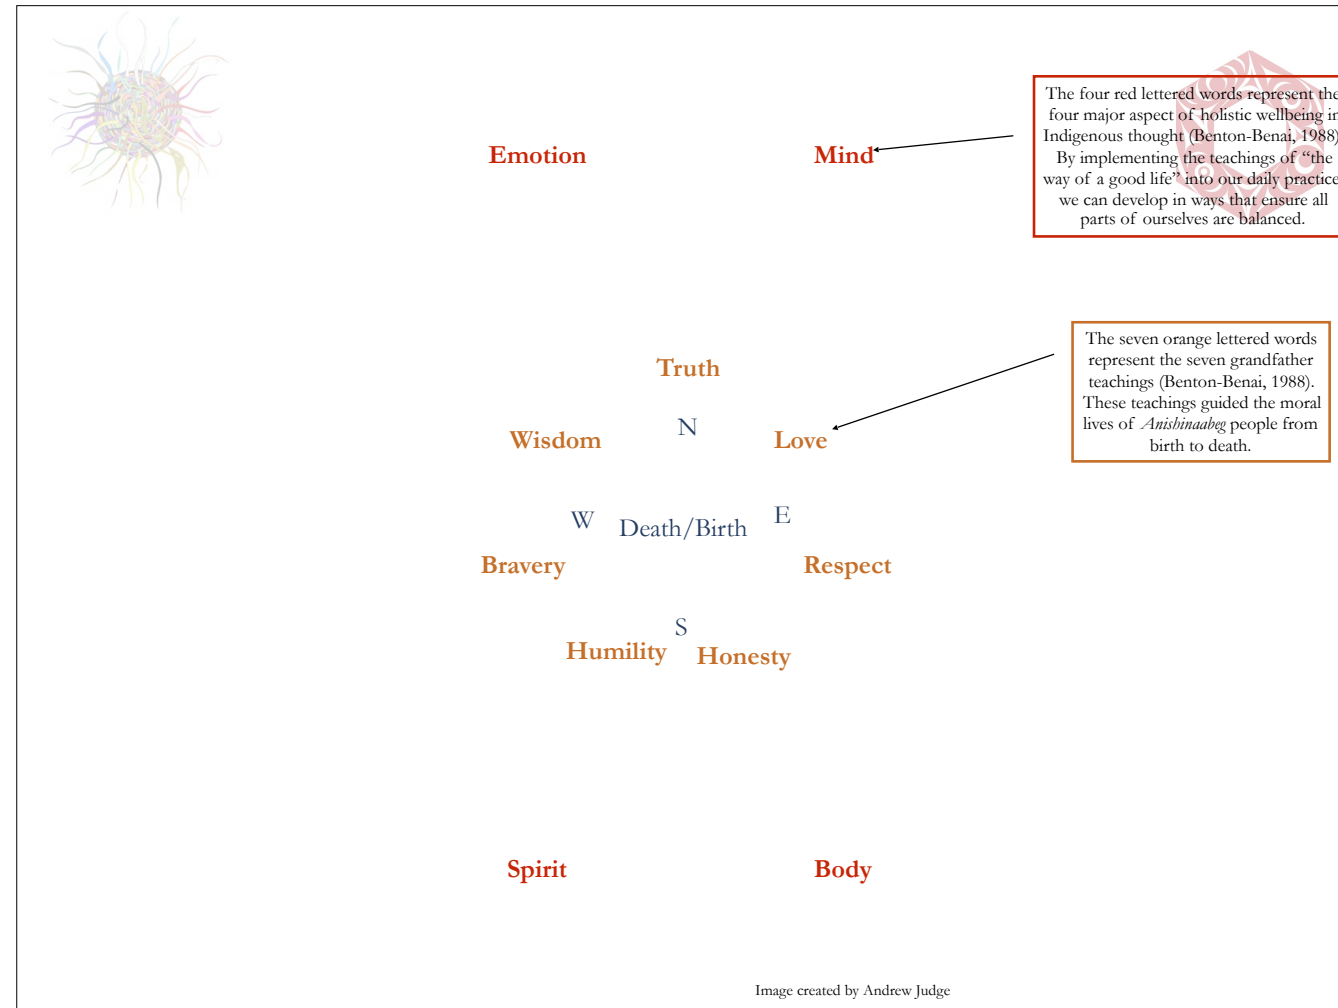 The four red lettered words represent the
four major aspect of holistic wellbeing in
Indigenous thought (Benton-Benai, 1988)
By implementing the teachings of “the
way of a good life” into our daily practice
we can develop in ways that ensure all
parts of ourselves are balanced.
Emotion Mind
The seven orange lettered words
represent the seven grandfather
teachings (Benton-Benai, 1988).
These teachings guided the moral
lives of Anishinaabeg people from
birth to death.
Truth
N
Wisdom Love
W Death/Birth E
Bravery Respect
S
Humility Honesty
Spirit Body
Image created by Andrew Judge